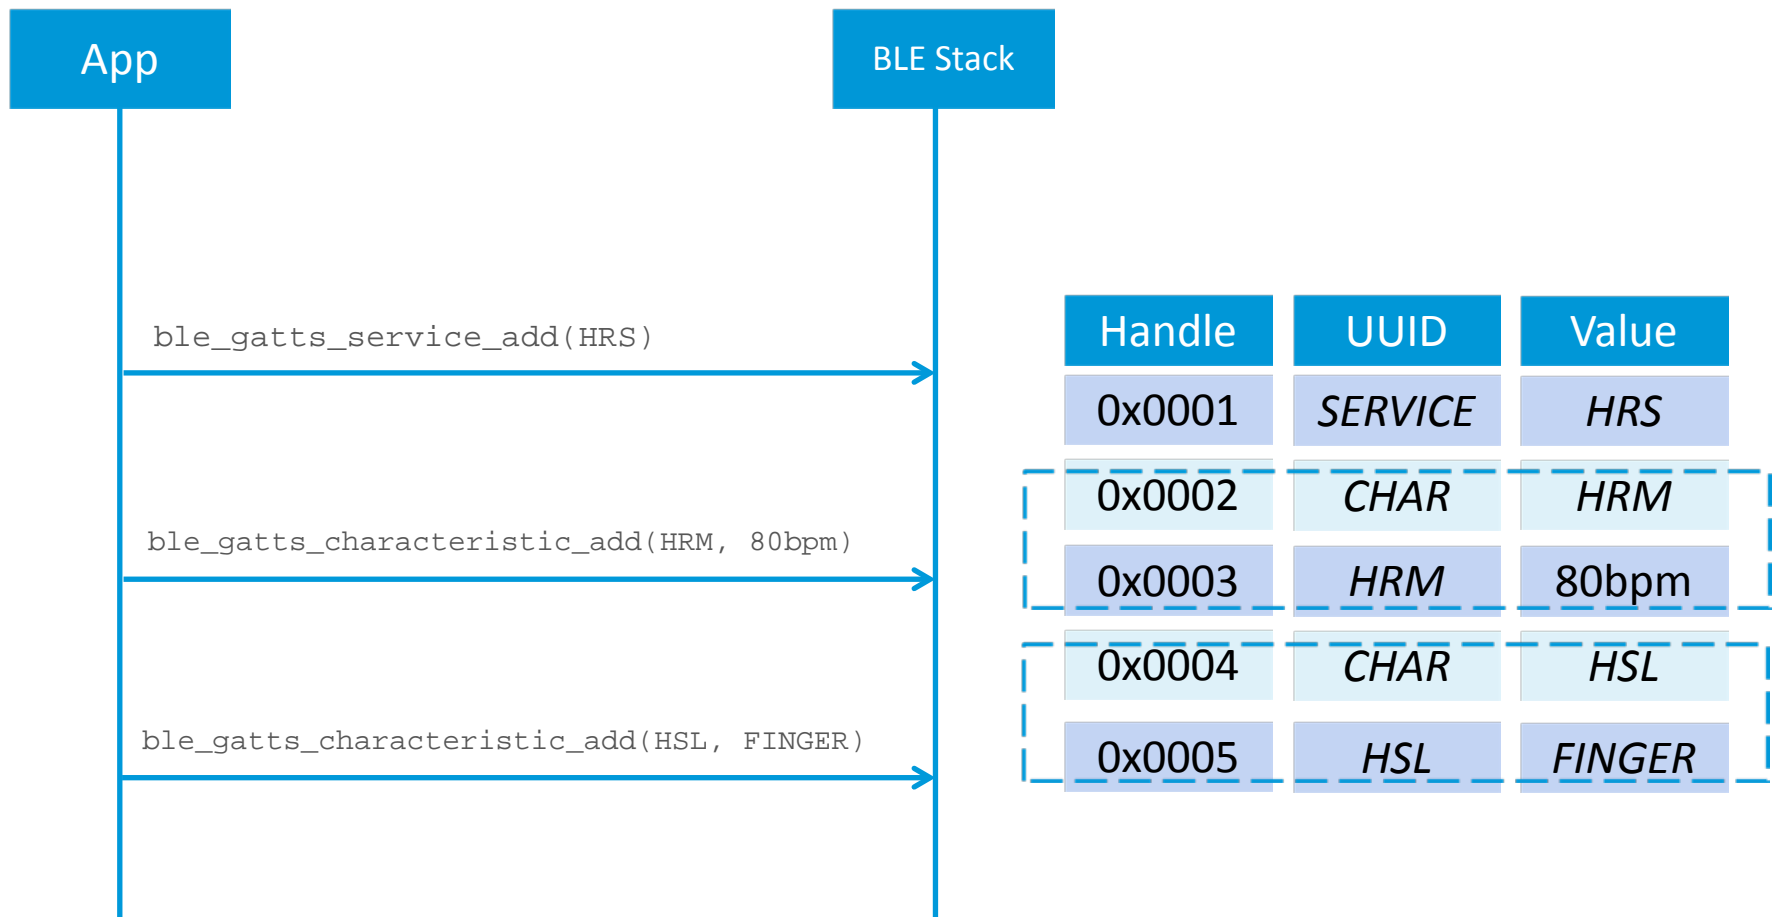 App
BLE Stack
ble_gatts_service_add(HRS)
ble_gatts_characteristic_add(HRM, 80bpm)
ble_gatts_characteristic_add(HSL, FINGER)
Handle UUID Value
0x0001 SERVICE HRS
0x0002 CHAR HRM
0x0003 HRM 80bpm
0x0004 CHAR HSL
0x0005 HSL FINGER